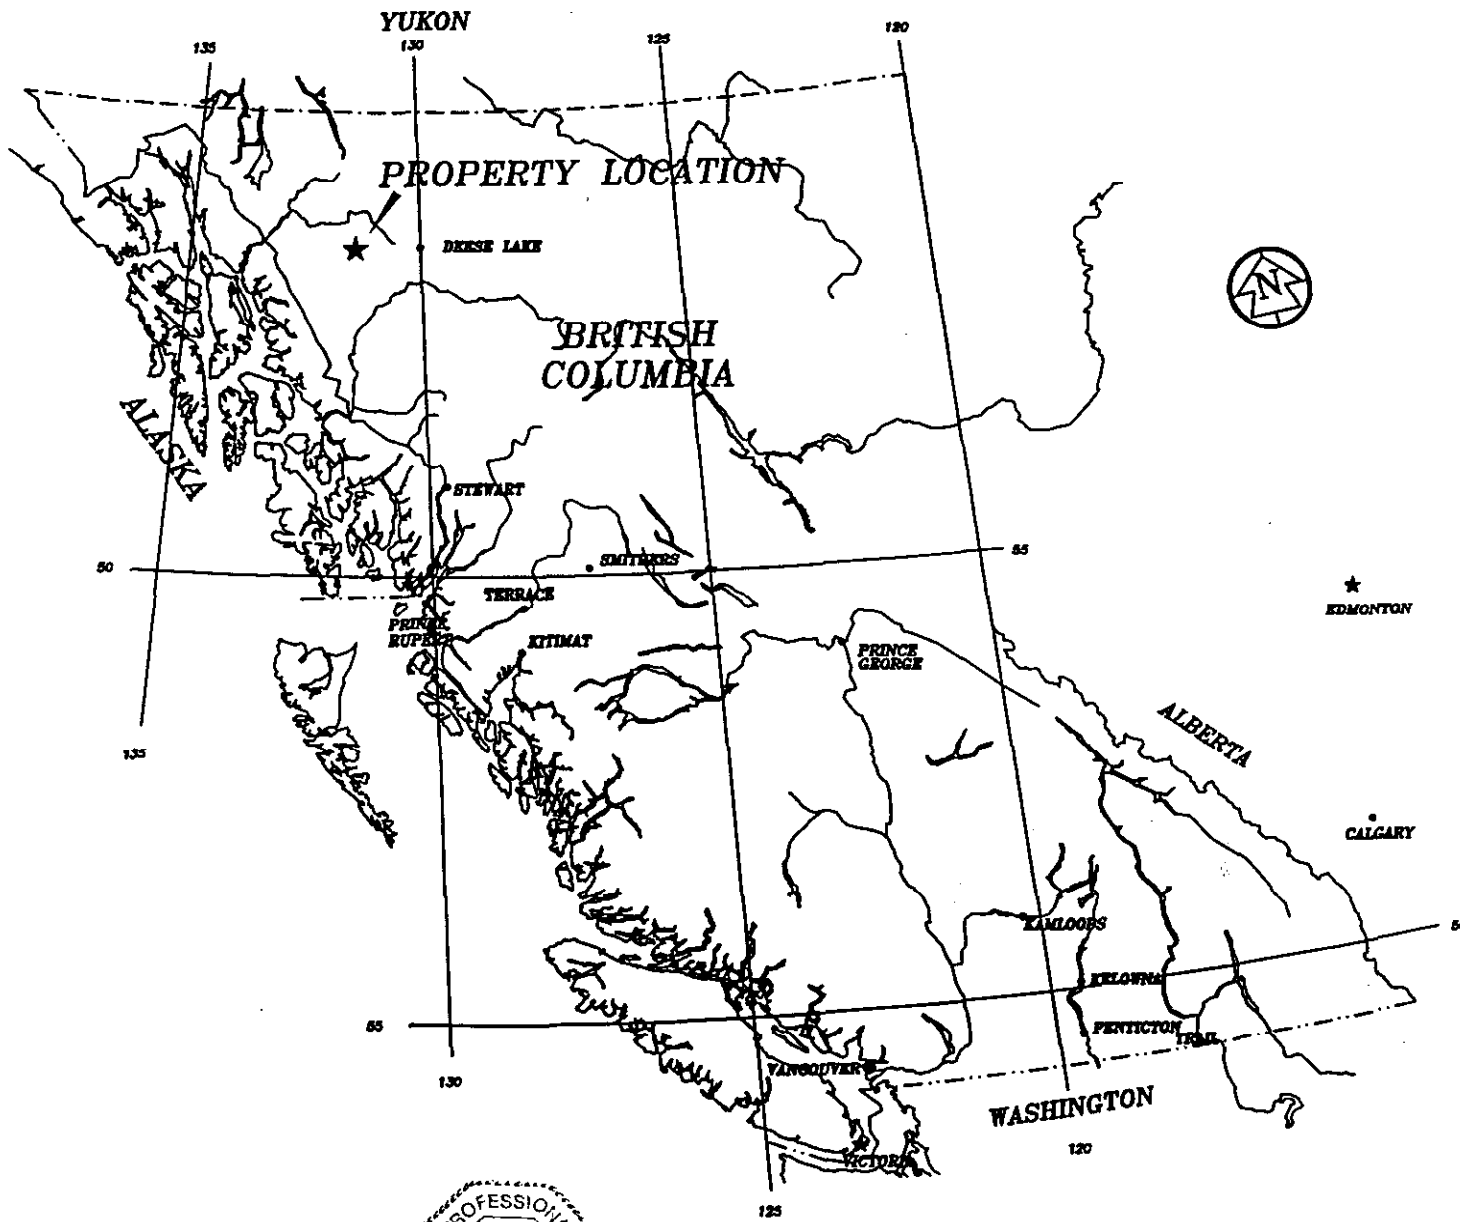 YUKON
135
130
125
120
PROPERTY LOCATION
DEESE LAKE
N
BRITISH
COLUMBIA
ALASKA
STEWART
55
50
SMITHERS
EDMONTON
TERRACE
PRINCE
RUPERT
KITIMAT
PRINCE
GEORGE
ALBERTA
135
CALGARY
KAMLOOPS
KELOWNA
55
PENTICTON
TRAIL
VANCOUVER
130
WASHINGTON
120
VICTORIA
125